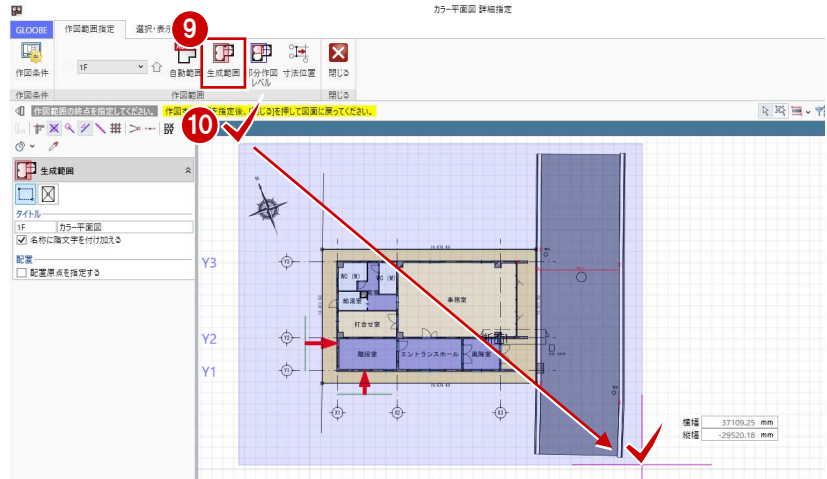 カラー平面図 詳細指定
GLOOBE 作図範囲指定 選択・表示
9
作図条件 1F 自動範囲 生成範囲 部分作図レベル 寸法位置 閉じる
作図条件 作図範囲 閉じる
作図範囲の終点を指定してください。
10
生成範囲
タイトル
1F カラー平面図
名称に階文字を付け加える
配置
配置原点を指定する
Y3 Y3
WC (W) WC (M)
給湯室
事務室
打合せ室
Y2 Y2
階段室 エントランスホール 風除室
Y1 Y1
X1 X2 X3
横幅 37109.25 mm
縦幅 -29520.18 mm